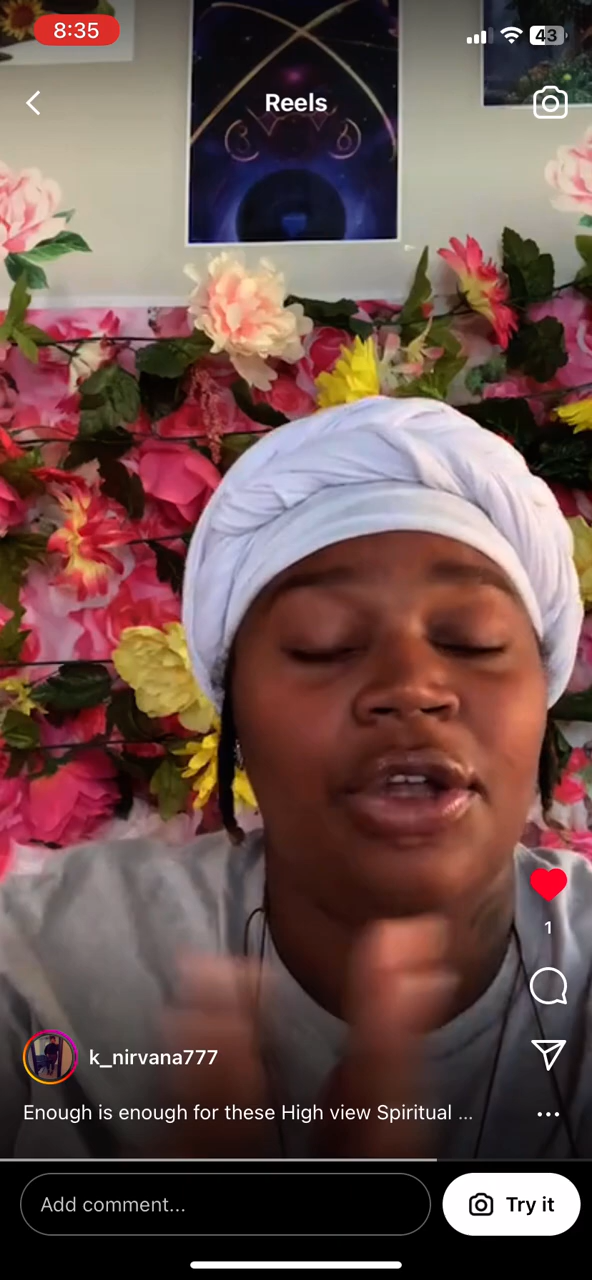 8:35
43
Reels
1
k_nirvana777
Enough is enough for these High view Spiritual ...
Add comment...
Try it